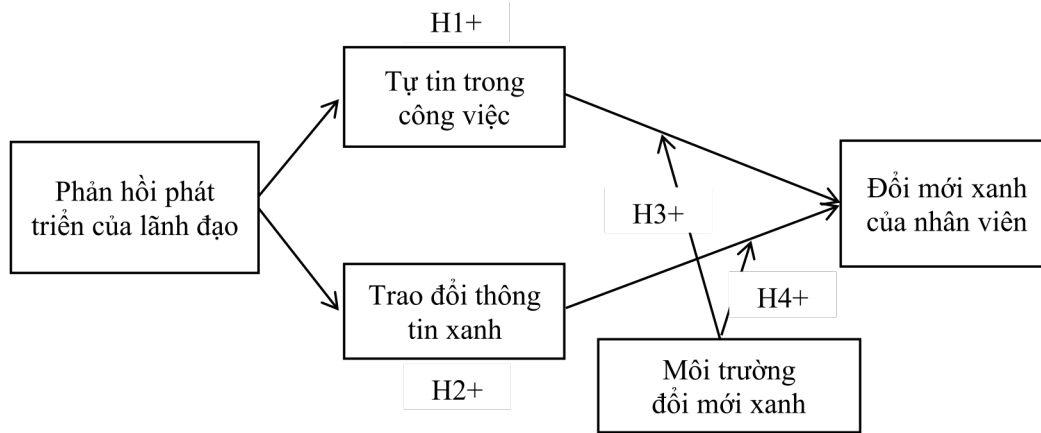 H1+
Tự tin trong
công việc
Phản hồi phát
triển của lãnh đạo
Đổi mới xanh
của nhân viên
H3+
Trao đổi thông
tin xanh
H4+
H2+
Môi trường
đổi mới xanh